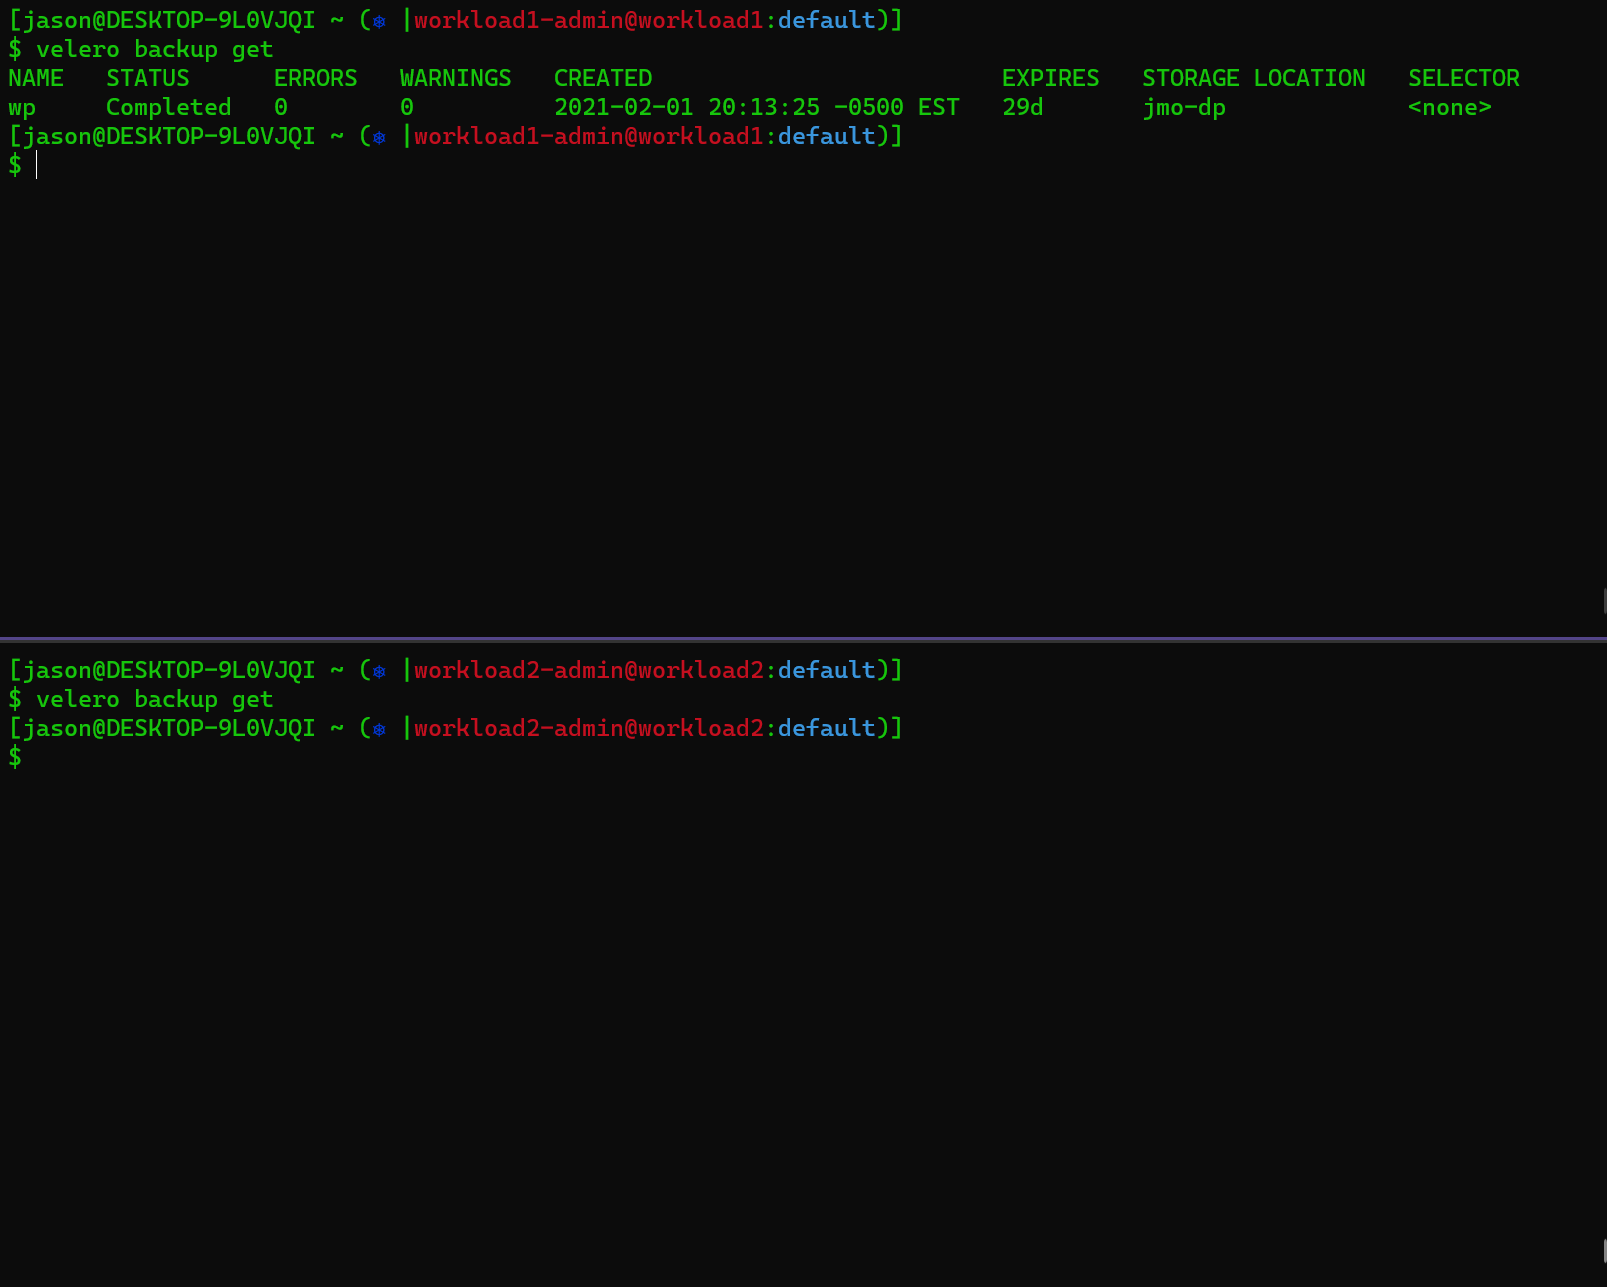 [jason@DESKTOP-9L0VJQI ~ (⎈ |workload1-admin@workload1:default)]
$ velero backup get
NAME   STATUS      ERRORS   WARNINGS   CREATED                         EXPIRES   STORAGE LOCATION   SELECTOR
wp     Completed   0        0          2021-02-01 20:13:25 -0500 EST   29d       jmo-dp             <none>
[jason@DESKTOP-9L0VJQI ~ (⎈ |workload1-admin@workload1:default)]
$
[jason@DESKTOP-9L0VJQI ~ (⎈ |workload2-admin@workload2:default)]
$ velero backup get
[jason@DESKTOP-9L0VJQI ~ (⎈ |workload2-admin@workload2:default)]
$